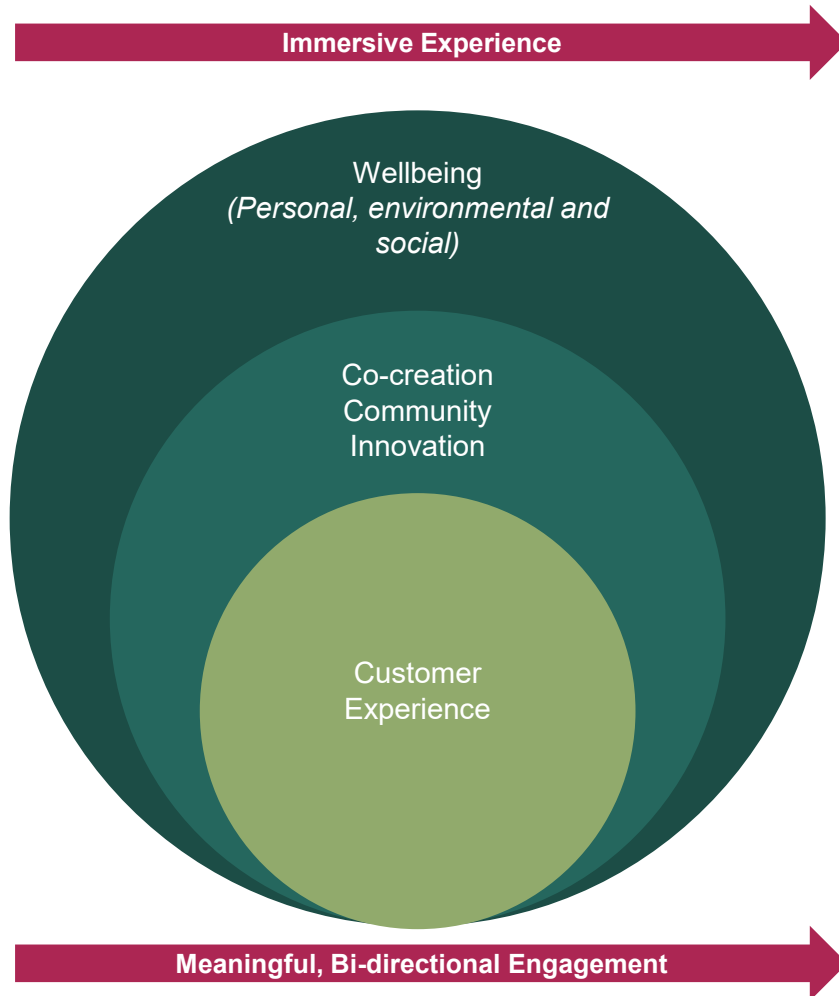 Immersive Experience
Wellbeing
(Personal, environmental and
social)
Co-creation
Community
Innovation
Customer
Experience
Meaningful, Bi-directional Engagement